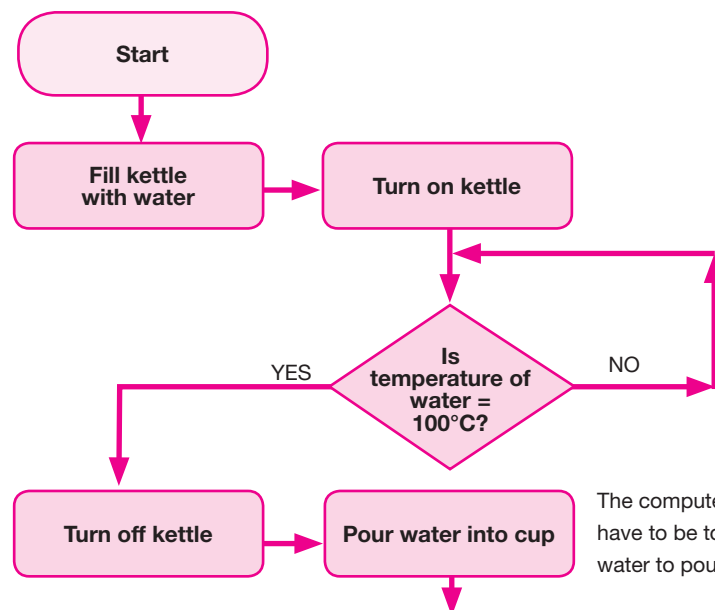 Start
Fill kettle
with water
Turn on kettle
Is
temperature of
water =
100°C?
YES
NO
Turn off kettle
Pour water into cup
The compute
have to be to
water to pou